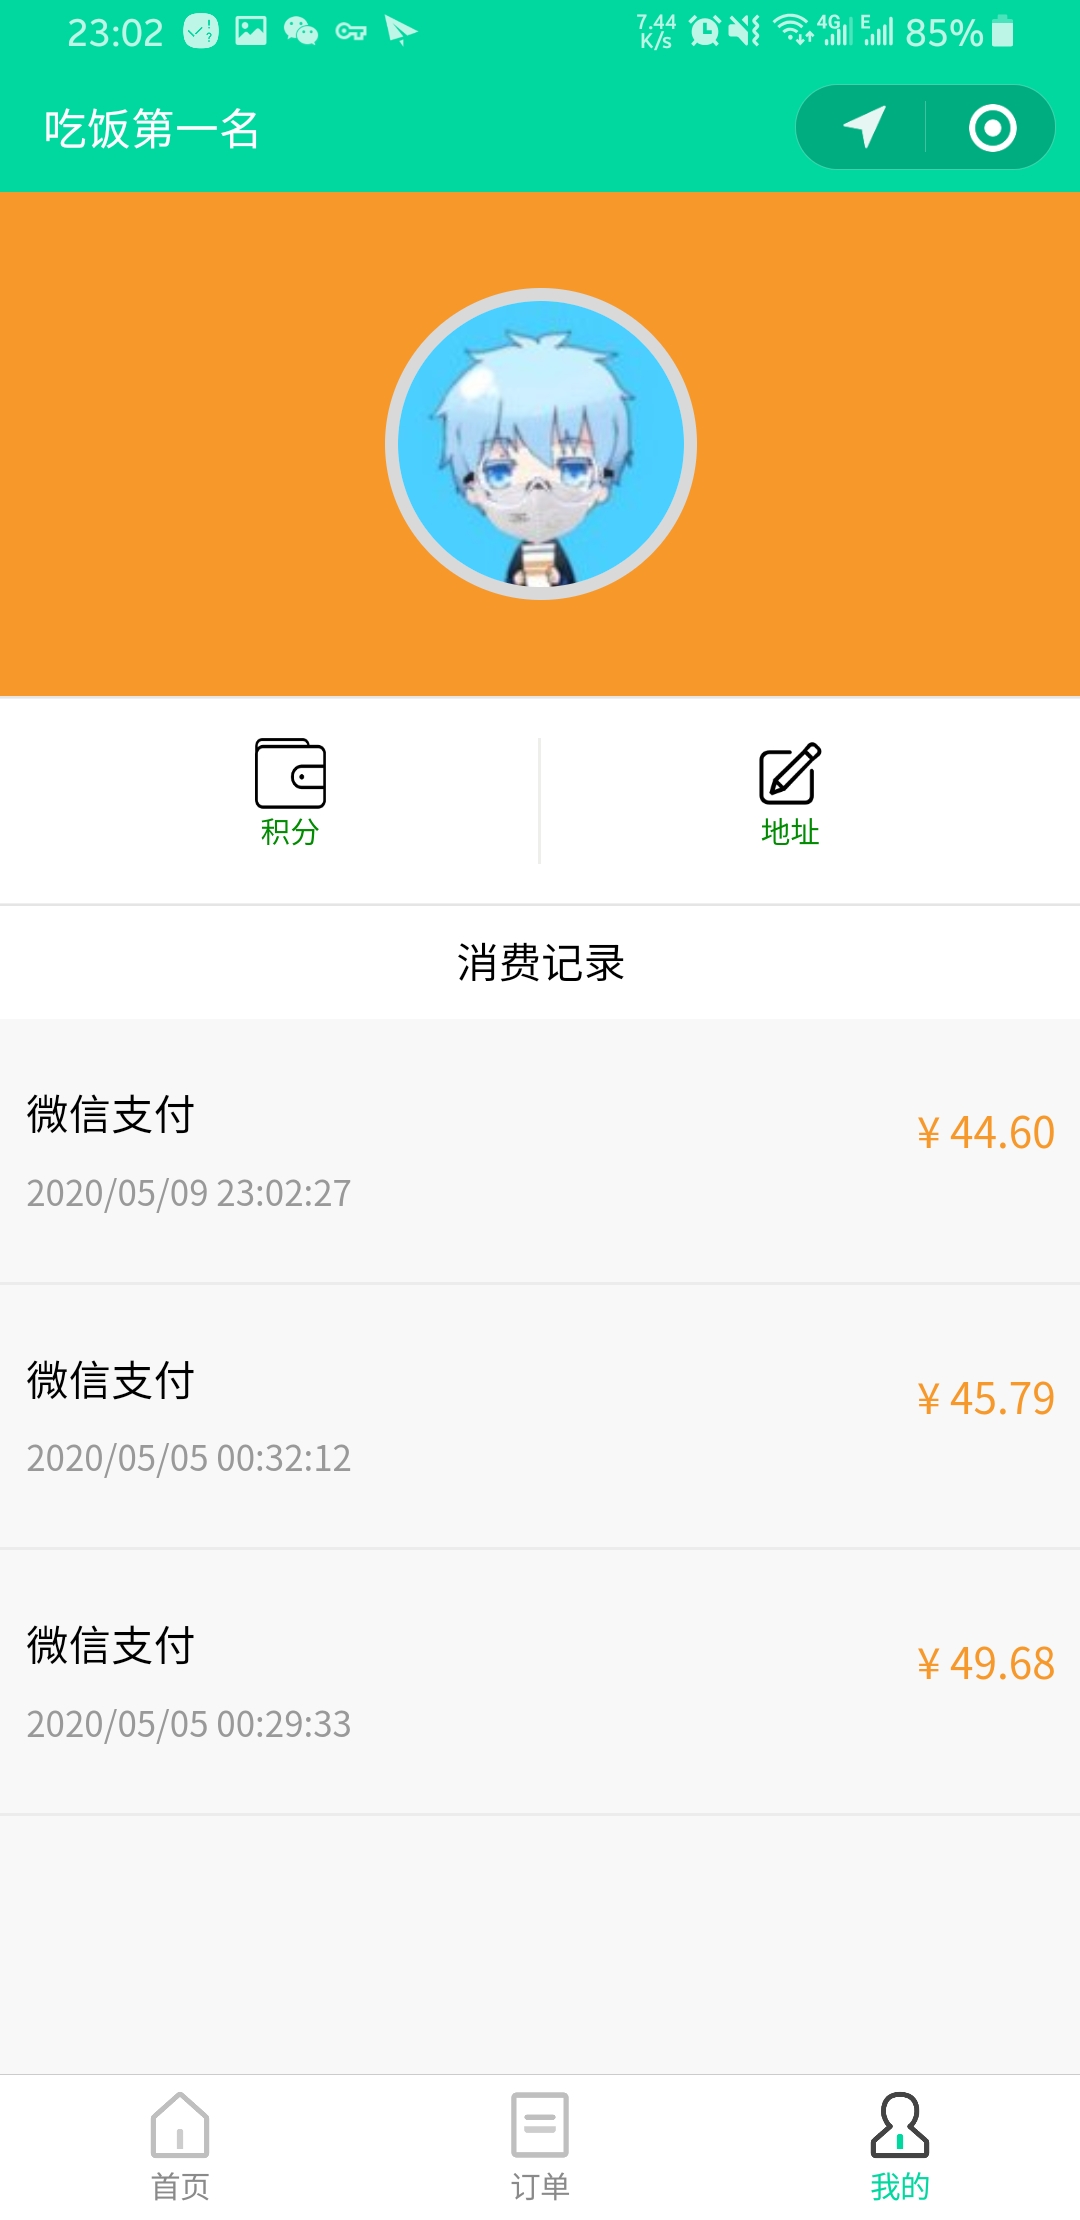 23:02
7.44 K/s
4G
E
85%
吃饭第一名
积分
地址
消费记录
微信支付
¥ 44.60
2020/05/09 23:02:27
微信支付
¥ 45.79
2020/05/05 00:32:12
微信支付
¥ 49.68
2020/05/05 00:29:33
首页
订单
我的